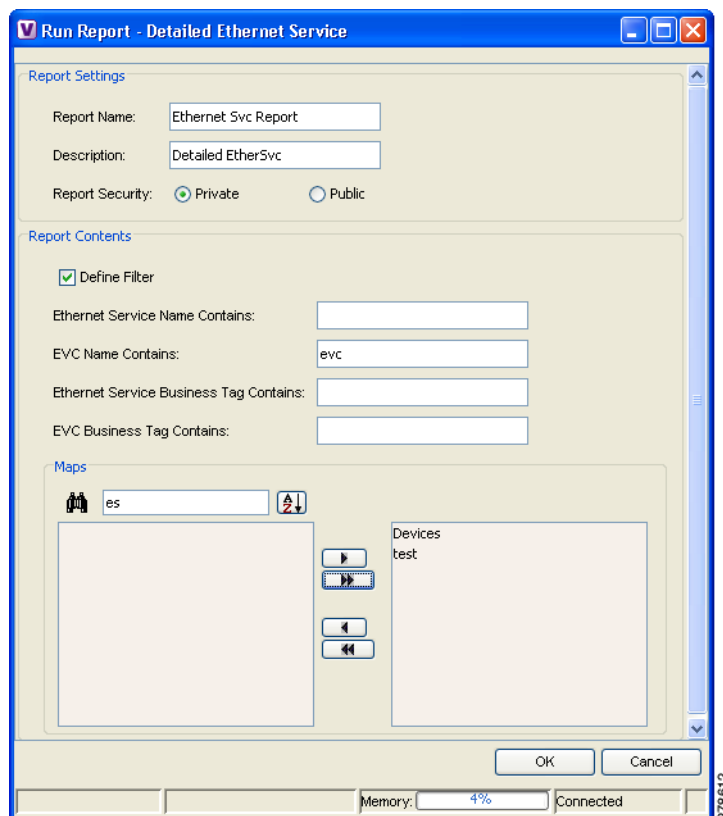 V Run Report - Detailed Ethernet Service
Report Settings
Report Name: Ethernet Svc Report
Description: Detailed EtherSvc
Report Security: Private Public
Report Contents
Define Filter
Ethernet Service Name Contains:
EVC Name Contains: evc
Ethernet Service Business Tag Contains:
EVC Business Tag Contains:
Maps
es AZ
Devices
test
OK Cancel
Memory: 4% Connected